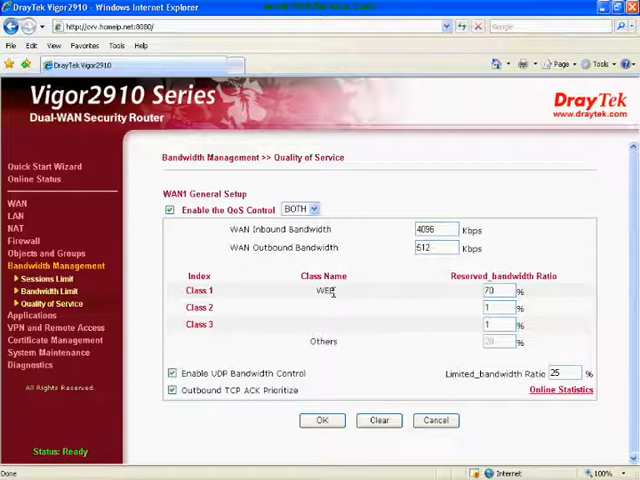 DrayTek Vigor2910 - Windows Internet Explorer
http://cvv.homeip.net:8080/
Google
File Edit View Favorites Tools Help
DrayTek Vigor2910
Page Tools
Vigor2910 Series
Dual-WAN Security Router
DrayTek
www.draytek.com
Quick Start Wizard
Online Status
WAN
LAN
NAT
Firewall
Objects and Groups
Bandwidth Management
Sessions Limit
Bandwidth Limit
Quality of Service
Applications
VPN and Remote Access
Certificate Management
System Maintenance
Diagnostics
All Rights Reserved.
Status: Ready
Bandwidth Management >> Quality of Service
WAN1 General Setup
Enable the QoS Control BOTH
WAN Inbound Bandwidth 4096 Kbps
WAN Outbound Bandwidth 512 Kbps
Index Class Name Reserved_bandwidth Ratio
Class 1 WEB 70 %
Class 2 1 %
Class 3 1 %
Others 28 %
Enable UDP Bandwidth Control Limited_bandwidth Ratio 25 %
Outbound TCP ACK Prioritize Online Statistics
OK Clear Cancel
Done Internet 100%